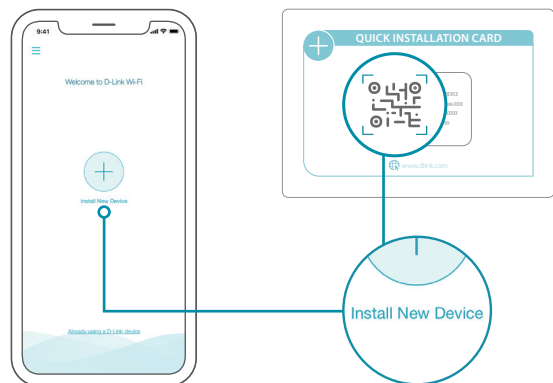 9:41
Welcome to D-Link Wi-Fi
Install New Device
Already using a D-Link device
QUICK INSTALLATION CARD
www.dlink.com
Install New Device